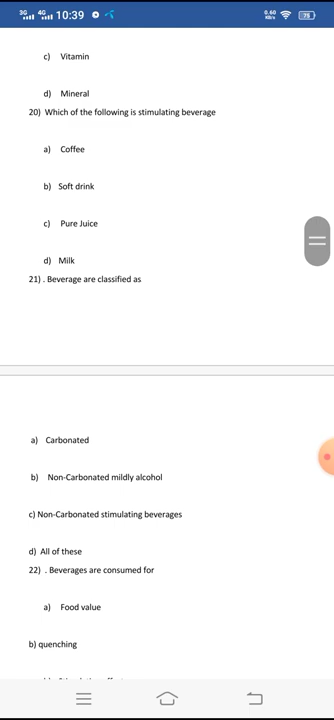 3G 4G 10:39 0.60 KB/s 75
c) Vitamin
d) Mineral
20) Which of the following is stimulating beverage
a) Coffee
b) Soft drink
c) Pure Juice
d) Milk
21) . Beverage are classified as
a) Carbonated
b) Non-Carbonated mildly alcohol
c) Non-Carbonated stimulating beverages
d) All of these
22) . Beverages are consumed for
a) Food value
b) quenching